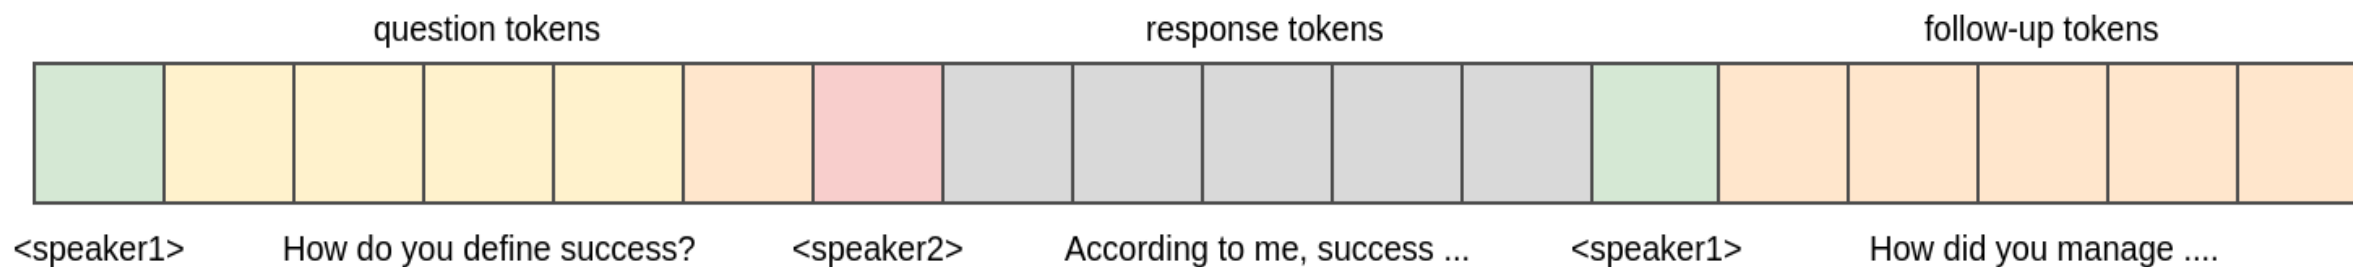 question tokens response tokens follow-up tokens
<speaker1> How do you define success? <speaker2> According to me, success ... <speaker1> How did you manage ....